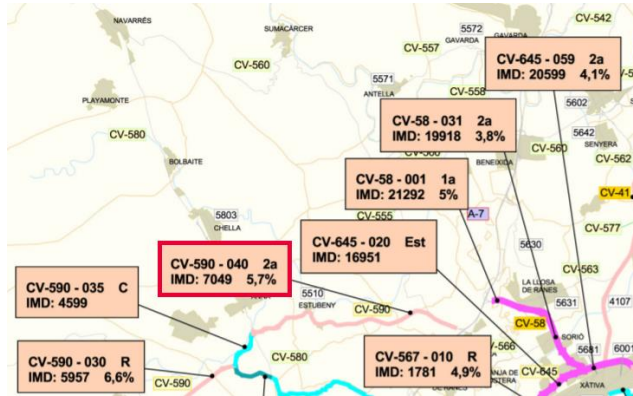 NAVARRÉS
SUMACÀRCER
5572
CV-542
GAVARDA
GAVARDA
CV-557
CV-560
CV-645 - 059 2a
IMD: 20599 4,1%
5571
ANTELLA
CV-558
PLAYAMONTE
5602
CV-58 - 031 2a
IMD: 19918 3,8%
5642
SENYERA
CV-580
CV-560
BENEIXIDA
CV-562
BOLBAITE
CV-58 - 001 1a
IMD: 21292 5%
CV-41
5803
CHELLA
CV-555
A-7
CV-577
CV-645 - 020 Est
IMD: 16951
5630
CV-590 - 040 2a
IMD: 7049 5,7%
CV-563
CV-590 - 035 C
IMD: 4599
LA LLOSA
DE RANES
5510
ESTUBENY
CV-590
5631
4107
CV-58
SORIÓ
CV-590 - 030 R
IMD: 5957 6,6%
CV-580
CV-567 - 010 R
IMD: 1781 4,9%
5681
6001
CV-590
CV-645
XÀTIVA